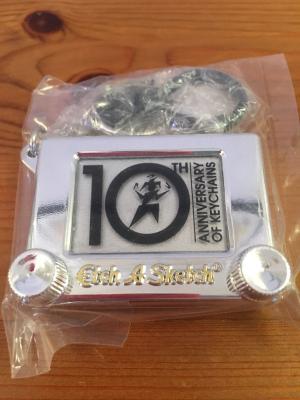 10TH
ANNIVERSARY
OF KEYCHAINS
Etch A Sketch®